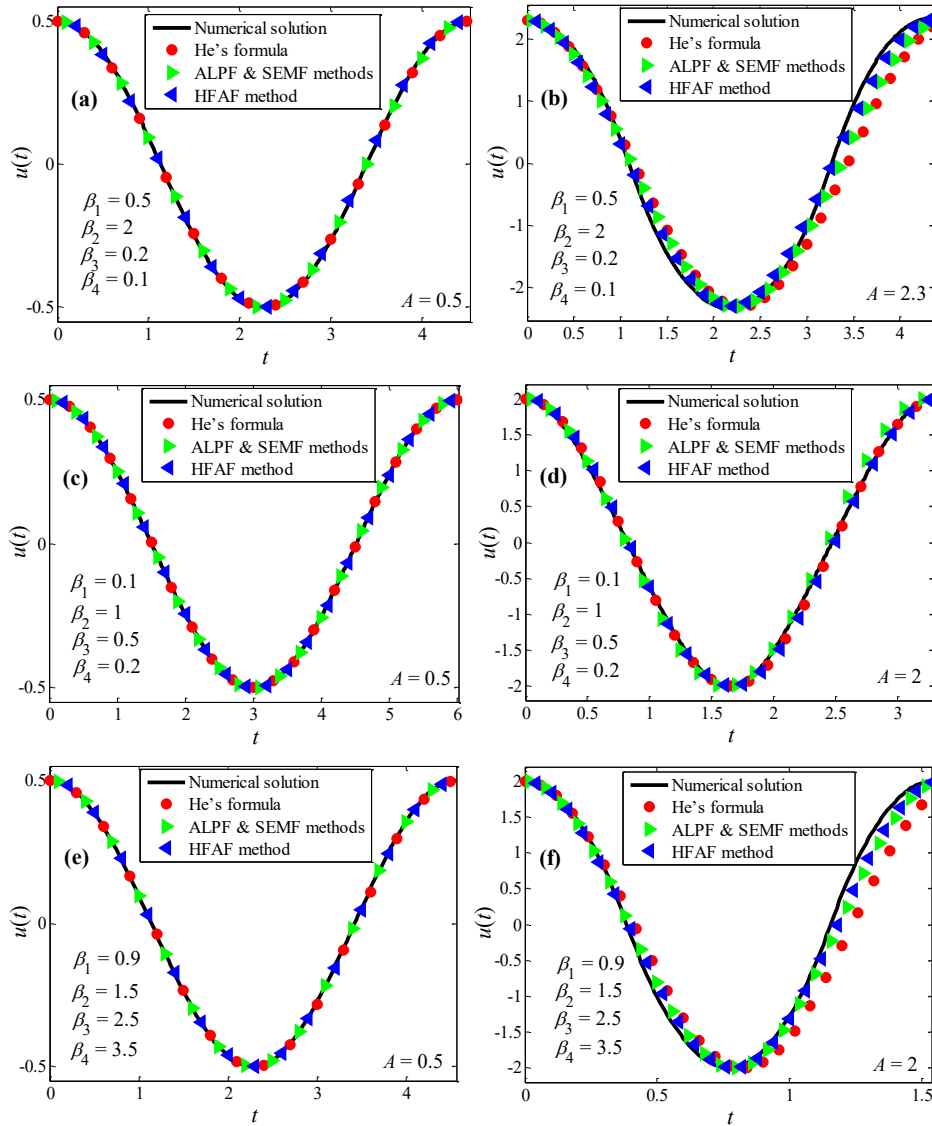 0.5
0
-0.5
0
1
2
3
4
u(t)
t
(a)
Numerical solution
He's formula
ALPF & SEMF methods
HFAF method
β1 = 0.5
β2 = 2
β3 = 0.2
β4 = 0.1
A = 0.5
2
1
0
-1
-2
0
0.5
1
1.5
2
2.5
3
3.5
4
u(t)
t
(b)
Numerical solution
He's formula
ALPF & SEMF methods
HFAF method
β1 = 0.5
β2 = 2
β3 = 0.2
β4 = 0.1
A = 2.3
0.5
0
-0.5
0
1
2
3
4
5
6
u(t)
t
(c)
Numerical solution
He's formula
ALPF & SEMF methods
HFAF method
β1 = 0.1
β2 = 1
β3 = 0.5
β4 = 0.2
A = 0.5
2
1.5
1
0.5
0
-0.5
-1
-1.5
-2
0
0.5
1
1.5
2
2.5
3
u(t)
t
(d)
Numerical solution
He's formula
ALPF & SEMF methods
HFAF method
β1 = 0.1
β2 = 1
β3 = 0.5
β4 = 0.2
A = 2
0.5
0
-0.5
0
1
2
3
4
u(t)
t
(e)
Numerical solution
He's formula
ALPF & SEMF methods
HFAF method
β1 = 0.9
β2 = 1.5
β3 = 2.5
β4 = 3.5
A = 0.5
2
1.5
1
0.5
0
-0.5
-1
-1.5
-2
0
0.5
1
1.5
u(t)
t
(f)
Numerical solution
He's formula
ALPF & SEMF methods
HFAF method
β1 = 0.9
β2 = 1.5
β3 = 2.5
β4 = 3.5
A = 2